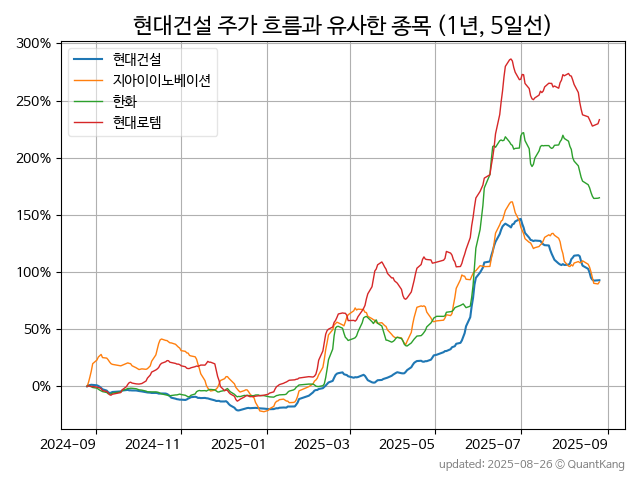 현대건설 주가 흐름과 유사한 종목 (1년, 5일선)
300%
250%
200%
150%
100%
50%
0%
현대건설
지아이이노베이션
한화
현대로템
2024-09
2024-11
2025-01
2025-03
2025-05
2025-07
2025-09
updated: 2025-08-26 © QuantKang